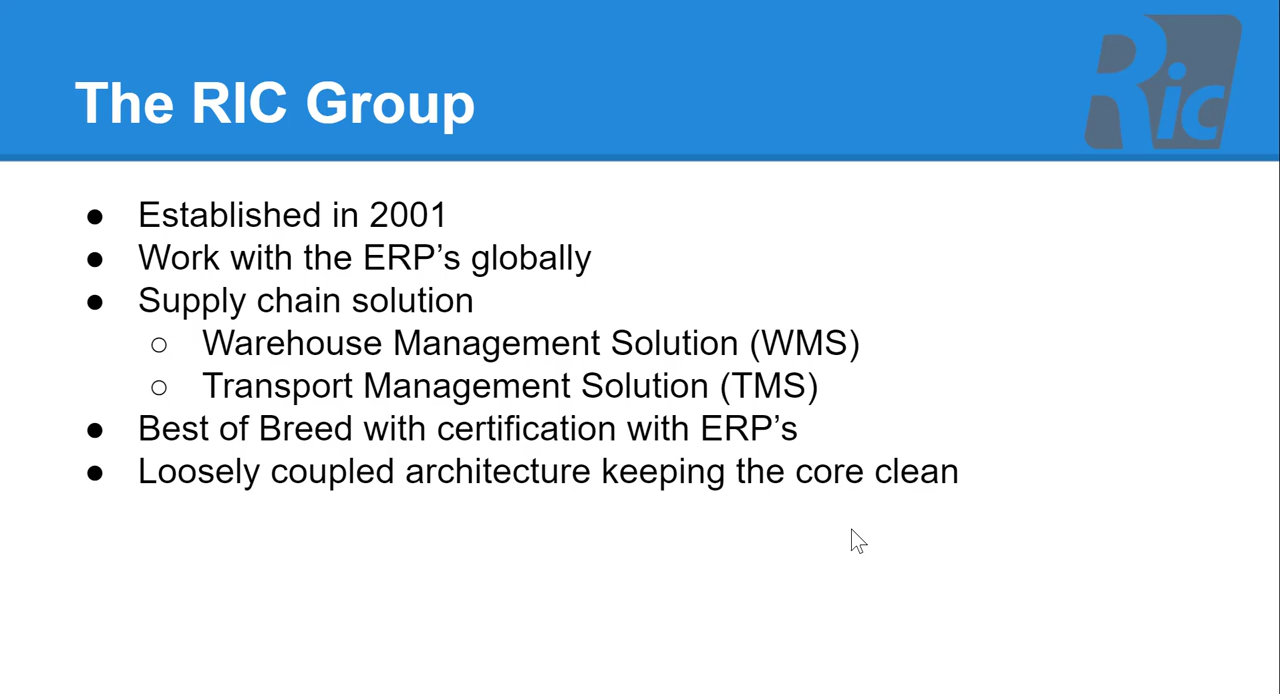 Ric
The RIC Group
● Established in 2001
● Work with the ERP’s globally
● Supply chain solution
○ Warehouse Management Solution (WMS)
○ Transport Management Solution (TMS)
● Best of Breed with certification with ERP’s
● Loosely coupled architecture keeping the core clean